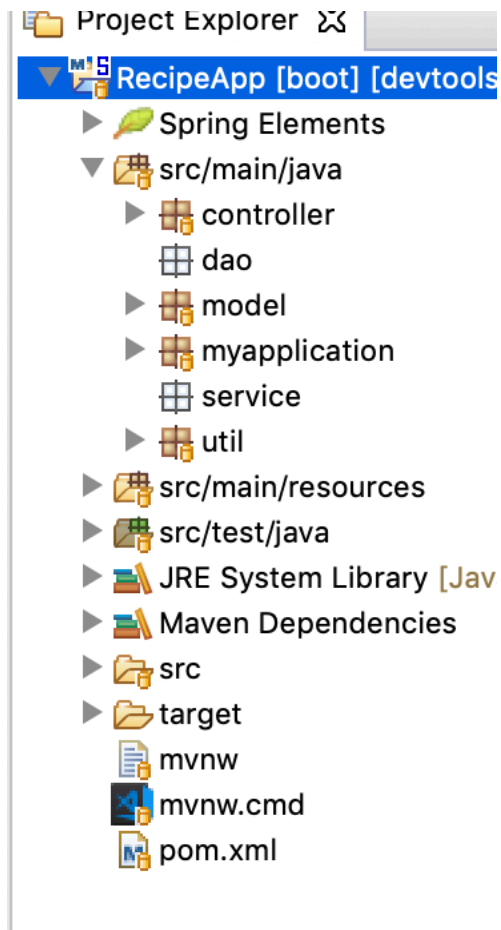 Project Explorer
RecipeApp [boot] [devtools
Spring Elements
src/main/java
controller
dao
model
myapplication
service
util
src/main/resources
src/test/java
JRE System Library [Jav
Maven Dependencies
src
target
mvnw
mvnw.cmd
pom.xml